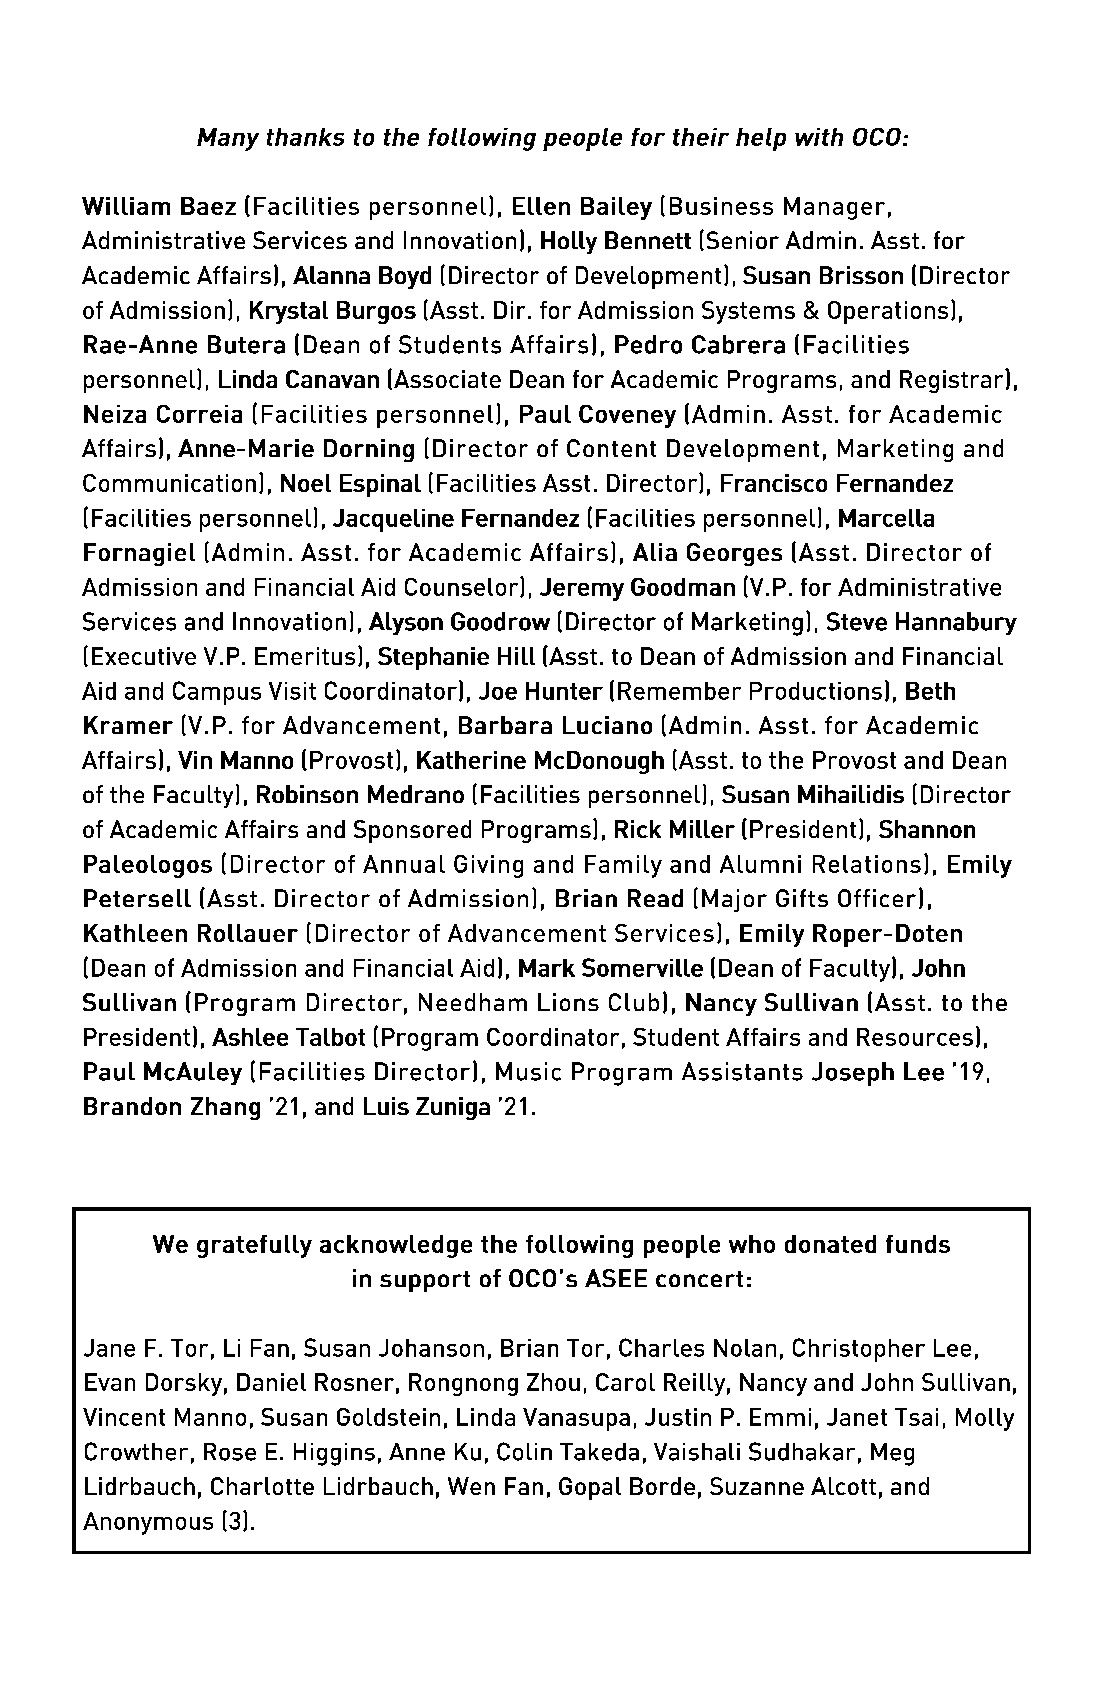 Many thanks to the following people for their help with OCO:
William Baez (Facilities personnel), Ellen Bailey (Business Manager,
Administrative Services and Innovation), Holly Bennett (Senior Admin. Asst. for
Academic Affairs), Alanna Boyd (Director of Development), Susan Brisson (Director
of Admission), Krystal Burgos (Asst. Dir. for Admission Systems & Operations),
Rae-Anne Butera (Dean of Students Affairs), Pedro Cabrera (Facilities
personnel), Linda Canavan (Associate Dean for Academic Programs, and Registrar),
Neiza Correia (Facilities personnel), Paul Coveney (Admin. Asst. for Academic
Affairs), Anne-Marie Dorning (Director of Content Development, Marketing and
Communication), Noel Espinal (Facilities Asst. Director), Francisco Fernandez
(Facilities personnel), Jacqueline Fernandez (Facilities personnel), Marcella
Fornagiel (Admin. Asst. for Academic Affairs), Alia Georges (Asst. Director of
Admission and Financial Aid Counselor), Jeremy Goodman (V.P. for Administrative
Services and Innovation), Alyson Goodrow (Director of Marketing), Steve Hannabury
(Executive V.P. Emeritus), Stephanie Hill (Asst. to Dean of Admission and Financial
Aid and Campus Visit Coordinator), Joe Hunter (Remember Productions), Beth
Kramer (V.P. for Advancement, Barbara Luciano (Admin. Asst. for Academic
Affairs), Vin Manno (Provost), Katherine McDonough (Asst. to the Provost and Dean
of the Faculty), Robinson Medrano (Facilities personnel), Susan Mihailidis (Director
of Academic Affairs and Sponsored Programs), Rick Miller (President), Shannon
Paleologos (Director of Annual Giving and Family and Alumni Relations), Emily
Petersell (Asst. Director of Admission), Brian Read (Major Gifts Officer),
Kathleen Rollauer (Director of Advancement Services), Emily Roper-Doten
(Dean of Admission and Financial Aid), Mark Somerville (Dean of Faculty), John
Sullivan (Program Director, Needham Lions Club), Nancy Sullivan (Asst. to the
President), Ashlee Talbot (Program Coordinator, Student Affairs and Resources),
Paul McAuley (Facilities Director), Music Program Assistants Joseph Lee '19,
Brandon Zhang '21, and Luis Zuniga '21.
We gratefully acknowledge the following people who donated funds
in support of OCO's ASEE concert:
Jane F. Tor, Li Fan, Susan Johanson, Brian Tor, Charles Nolan, Christopher Lee,
Evan Dorsky, Daniel Rosner, Rongnong Zhou, Carol Reilly, Nancy and John Sullivan,
Vincent Manno, Susan Goldstein, Linda Vanasupa, Justin P. Emmi, Janet Tsai, Molly
Crowther, Rose E. Higgins, Anne Ku, Colin Takeda, Vaishali Sudhakar, Meg
Lidrbauch, Charlotte Lidrbauch, Wen Fan, Gopal Borde, Suzanne Alcott, and
Anonymous (3).